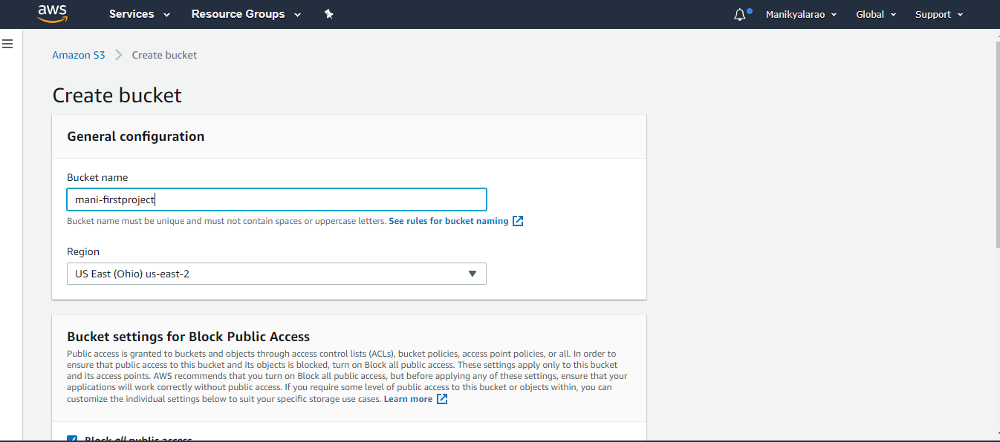 aws Services Resource Groups Manikyalarao Global Support
Amazon S3 Create bucket
Create bucket
General configuration
Bucket name
mani-firstproject
Bucket name must be unique and must not contain spaces or uppercase letters. See rules for bucket naming
Region
US East (Ohio) us-east-2
Bucket settings for Block Public Access
Public access is granted to buckets and objects through access control lists (ACLs), bucket policies, access point policies, or all. In order to
ensure that public access to this bucket and its objects is blocked, turn on Block all public access. These settings apply only to this bucket
and its access points. AWS recommends that you turn on Block all public access, but before applying any of these settings, ensure that your
applications will work correctly without public access. If you require some level of public access to this bucket or objects within, you can
customize the individual settings below to suit your specific storage use cases. Learn more
Block all public access